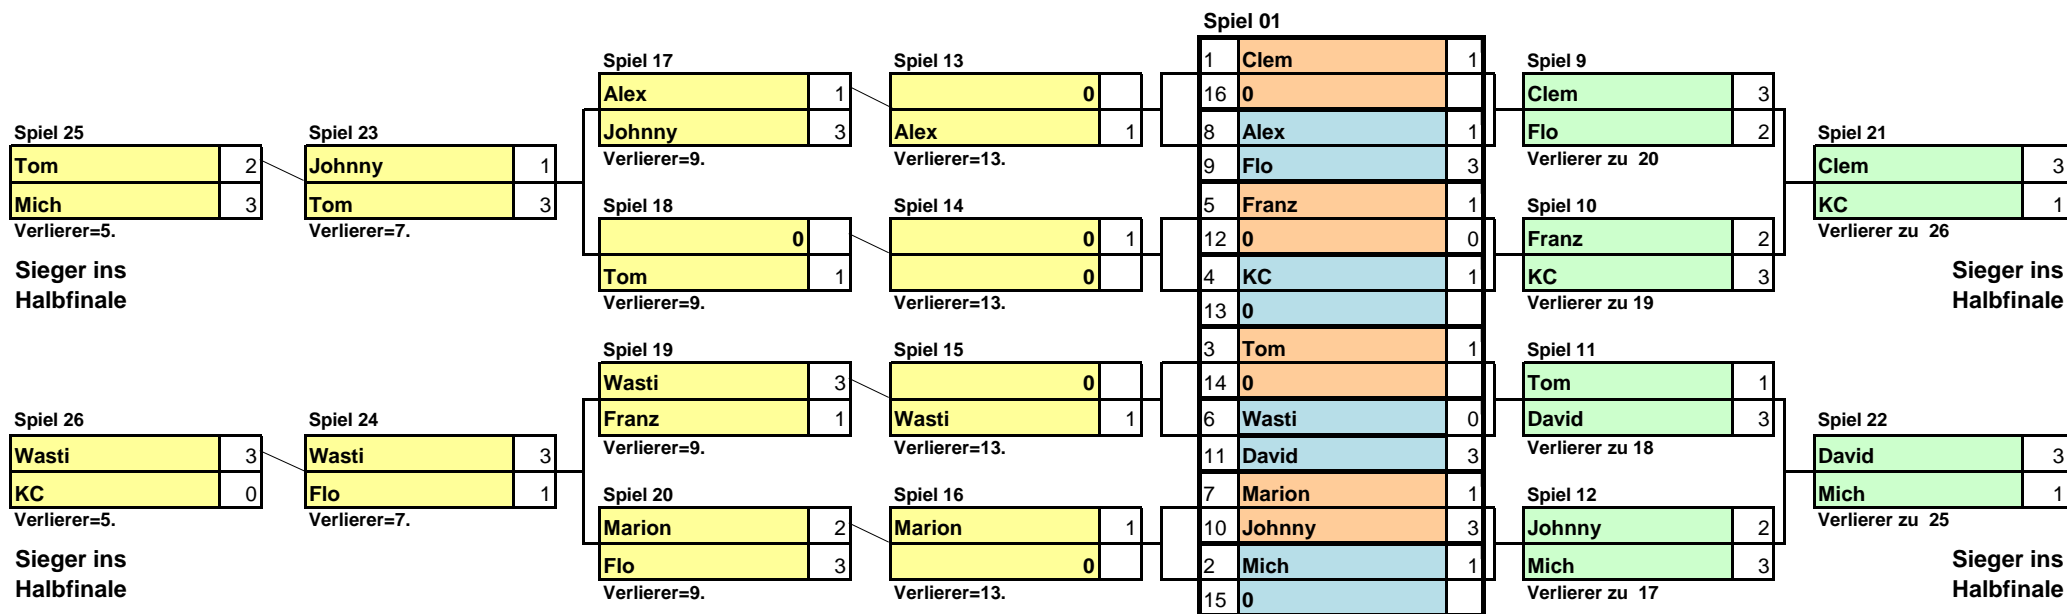 Spiel 01
Spiel 17 Spiel 13 1 Clem 1 Spiel 9
Alex 1 0 16 0 Clem 3
Spiel 25 Spiel 23 Johnny 3 Alex 1 8 Alex 1 Flo 2 Spiel 21
Tom 2 Johnny 1 Verlierer=9. Verlierer=13. 9 Flo 3 Verlierer zu 20 Clem 3
Mich 3 Tom 3 Spiel 18 Spiel 14 5 Franz 1 Spiel 10 KC 1
Verlierer=5. Verlierer=7. 0 0 1 12 0 0 Franz 2 Verlierer zu 26
Sieger ins Tom 1 0 4 KC 1 KC 3 Sieger ins
Halbfinale Verlierer=9. Verlierer=13. 13 0 Verlierer zu 19 Halbfinale
Spiel 19 Spiel 15 3 Tom 1 Spiel 11
Wasti 3 0 14 0 Tom 1
Spiel 26 Spiel 24 Franz 1 Wasti 1 6 Wasti 0 David 3 Spiel 22
Wasti 3 Wasti 3 Verlierer=9. Verlierer=13. 11 David 3 Verlierer zu 18 David 3
KC 0 Flo 1 Spiel 20 Spiel 16 7 Marion 1 Spiel 12 Mich 1
Verlierer=5. Verlierer=7. Marion 2 Marion 1 10 Johnny 3 Johnny 2 Verlierer zu 25
Sieger ins Flo 3 0 2 Mich 1 Mich 3 Sieger ins
Halbfinale Verlierer=9. Verlierer=13. 15 0 Verlierer zu 17 Halbfinale